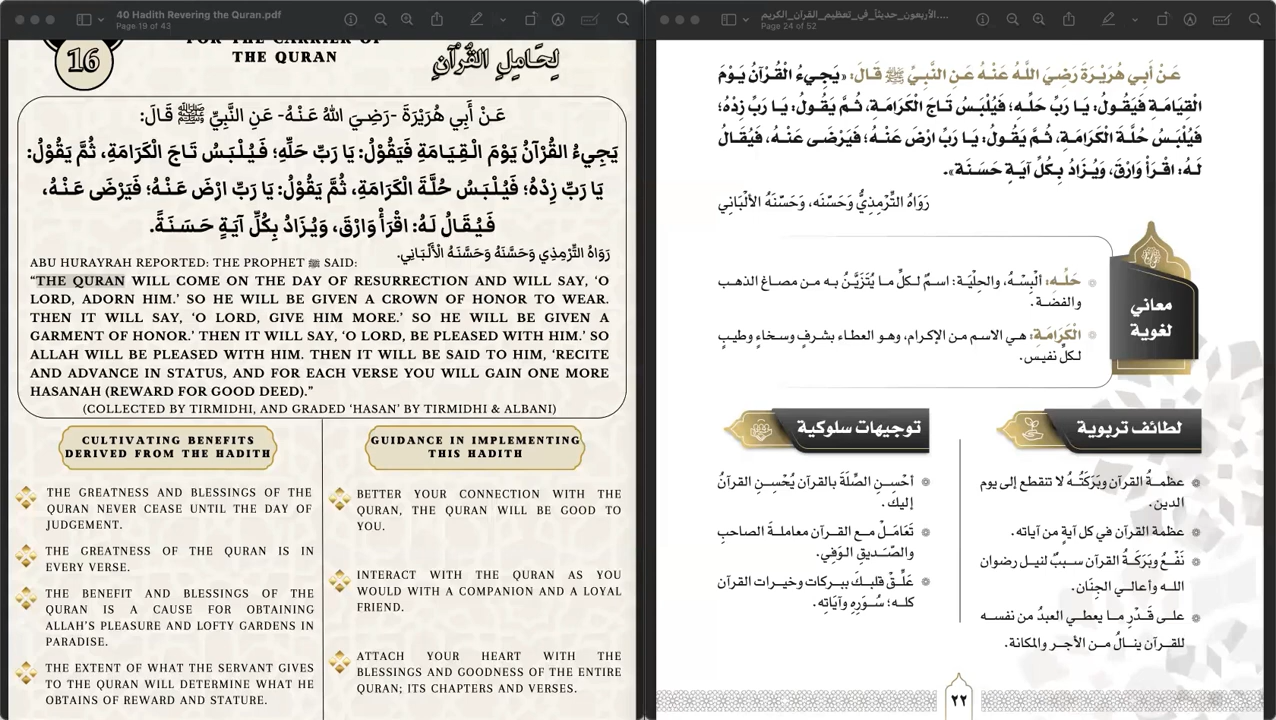 40 Hadith Revering the Quran.pdf
Page 19 of 43
16
FOR THE CARRIER OF
THE QURAN
لِحَامِلِ الْقُرْآنِ
عَنْ أَبِي هُرَيْرَةَ -رَضِيَ اللهُ عَنْهُ- عَنِ النَّبِيِّ ﷺ قَالَ:
يَجِيءُ الْقُرْآنُ يَوْمَ الْقِيَامَةِ فَيَقُوْلُ: يَا رَبِّ حَلِّهِ؛ فَيُلْبَسُ تَاجَ الْكَرَامَةِ، ثُمَّ يَقُوْلُ:
يَا رَبِّ زِدْهُ؛ فَيُلْبَسُ حُلَّةَ الْكَرَامَةِ، ثُمَّ يَقُوْلُ: يَا رَبِّ ارْضَ عَنْهُ؛ فَيَرْضَى عَنْهُ،
فَيُقَالُ لَهُ: اقْرَأْ وَارْقَ، وَيُزَادُ بِكُلِّ آيَةٍ حَسَنَةً.
رَوَاهُ التِّرْمِذِي وَحَسَّنَهُ وَحَسَّنَهُ الْأَلْبَانِي.
ABU HURAYRAH REPORTED: THE PROPHET ﷺ SAID:
“THE QURAN WILL COME ON THE DAY OF RESURRECTION AND WILL SAY, ‘O
LORD, ADORN HIM.’ SO HE WILL BE GIVEN A CROWN OF HONOR TO WEAR.
THEN IT WILL SAY, ‘O LORD, GIVE HIM MORE.’ SO HE WILL BE GIVEN A
GARMENT OF HONOR.’ THEN IT WILL SAY, ‘O LORD, BE PLEASED WITH HIM.’ SO
ALLAH WILL BE PLEASED WITH HIM. THEN IT WILL BE SAID TO HIM, ‘RECITE
AND ADVANCE IN STATUS, AND FOR EACH VERSE YOU WILL GAIN ONE MORE
HASANAH (REWARD FOR GOOD DEED).”
(COLLECTED BY TIRMIDHI, AND GRADED ‘HASAN’ BY TIRMIDHI & ALBANI)
CULTIVATING BENEFITS
DERIVED FROM THE HADITH
THE GREATNESS AND BLESSINGS OF THE
QURAN NEVER CEASE UNTIL THE DAY OF
JUDGEMENT.
THE GREATNESS OF THE QURAN IS IN
EVERY VERSE.
THE BENEFIT AND BLESSINGS OF THE
QURAN IS A CAUSE FOR OBTAINING
ALLAH’S PLEASURE AND LOFTY GARDENS IN
PARADISE.
THE EXTENT OF WHAT THE SERVANT GIVES
TO THE QURAN WILL DETERMINE WHAT HE
OBTAINS OF REWARD AND STATURE.
GUIDANCE IN IMPLEMENTING
THIS HADITH
BETTER YOUR CONNECTION WITH THE
QURAN, THE QURAN WILL BE GOOD TO
YOU.
INTERACT WITH THE QURAN AS YOU
WOULD WITH A COMPANION AND A LOYAL
FRIEND.
ATTACH YOUR HEART WITH THE
BLESSINGS AND GOODNESS OF THE ENTIRE
QURAN; ITS CHAPTERS AND VERSES.
الأربعون_حديثاً_في_تعظيم_القرآن_الكريم....
Page 24 of 52
عَنْ أَبِي هُرَيْرَةَ رَضِيَ اللَّهُ عَنْهُ عَنِ النَّبِيِّ ﷺ قَالَ: «يَجِيءُ الْقُرْآنُ يَوْمَ
الْقِيَامَةِ فَيَقُولُ: يَا رَبِّ حَلِّهِ؛ فَيُلْبَسُ تَاجَ الْكَرَامَةِ، ثُمَّ يَقُولُ: يَا رَبِّ زِدْهُ؛
فَيُلْبَسُ حُلَّةَ الْكَرَامَةِ، ثُمَّ يَقُولُ: يَا رَبِّ ارْضَ عَنْهُ؛ فَيَرْضَى عَنْهُ، فَيُقَالُ
لَهُ: اقْرَأْ وَارْقَ، وَيُزَادُ بِكُلِّ آيَةٍ حَسَنَة».
رَوَاهُ التِّرْمِذِيُّ وَحَسَّنَه، وَحَسَّنَهُ الأَلْبَانِي
معاني
لغوية
حَلِّهِ: ألْبِسْهُ، والحِلْيَة: اسمٌ لكلِّ ما يُتَزَيَّنُ به من مصاغ الذهب
والفضة.
الْكَرَامَةِ: هي الاسم من الإكرام، وهو العطاء بشرفٍ وسخاءٍ وطيبٍ
لكلِّ نفيس.
لطائف تربوية
عظمةُ القرآن وبَرَكَتُهُ لا تنقطع إلى يوم
الدين.
عظمة القرآن في كل آيةٍ من آياته.
نَفْعُ وبَرَكَةُ القرآن سببٌ لنيل رضوان
الله وأعالي الجِنَان.
على قَدْرِ ما يعطي العبدُ من نفسه
للقرآن ينالُ من الأجر والمكانة.
توجيهات سلوكية
أحْسِنِ الصِّلَةَ بالقرآن يُحْسِنِ القرآنُ
إليكَ.
تَعَامَلْ مع القرآن معاملةَ الصاحبِ
والصَّدِيقِ الوَفِي.
عَلِّقْ قلبكَ ببركات وخيرات القرآن
كله؛ سُوَرِهِ وآيَاتِه.
٢٢